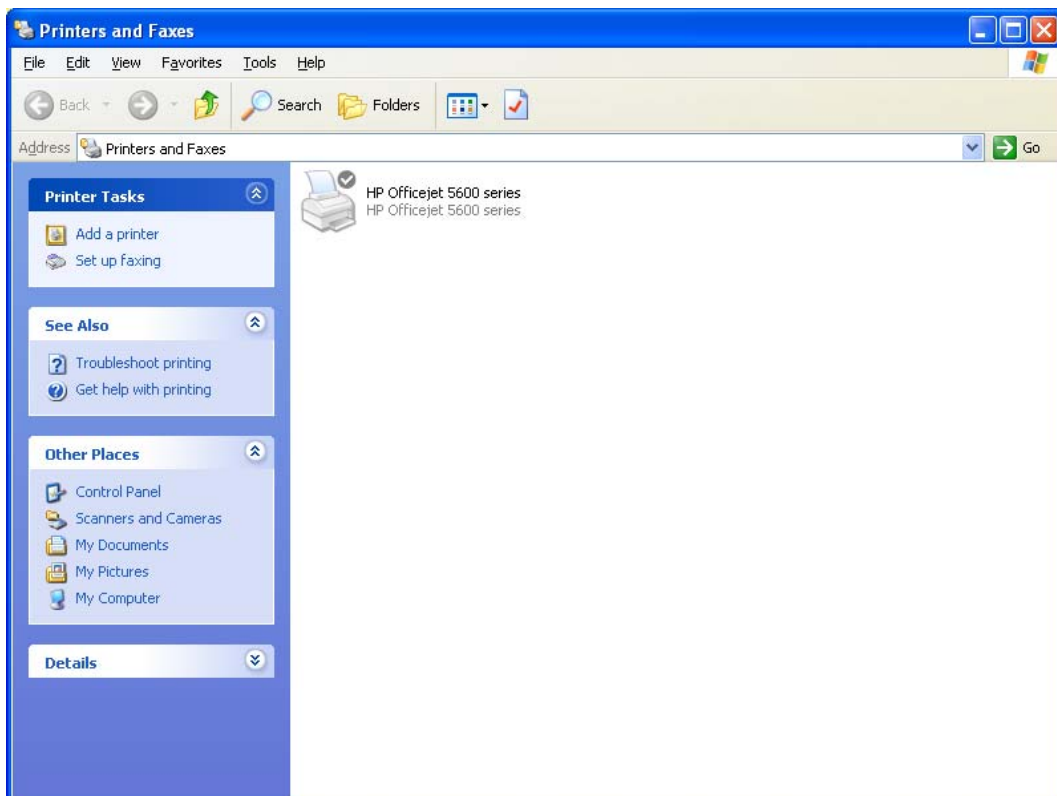 Printers and Faxes
File Edit View Favorites Tools Help
Back Search Folders
Address Printers and Faxes Go
Printer Tasks
Add a printer
Set up faxing
See Also
Troubleshoot printing
Get help with printing
Other Places
Control Panel
Scanners and Cameras
My Documents
My Pictures
My Computer
Details
HP Officejet 5600 series
HP Officejet 5600 series